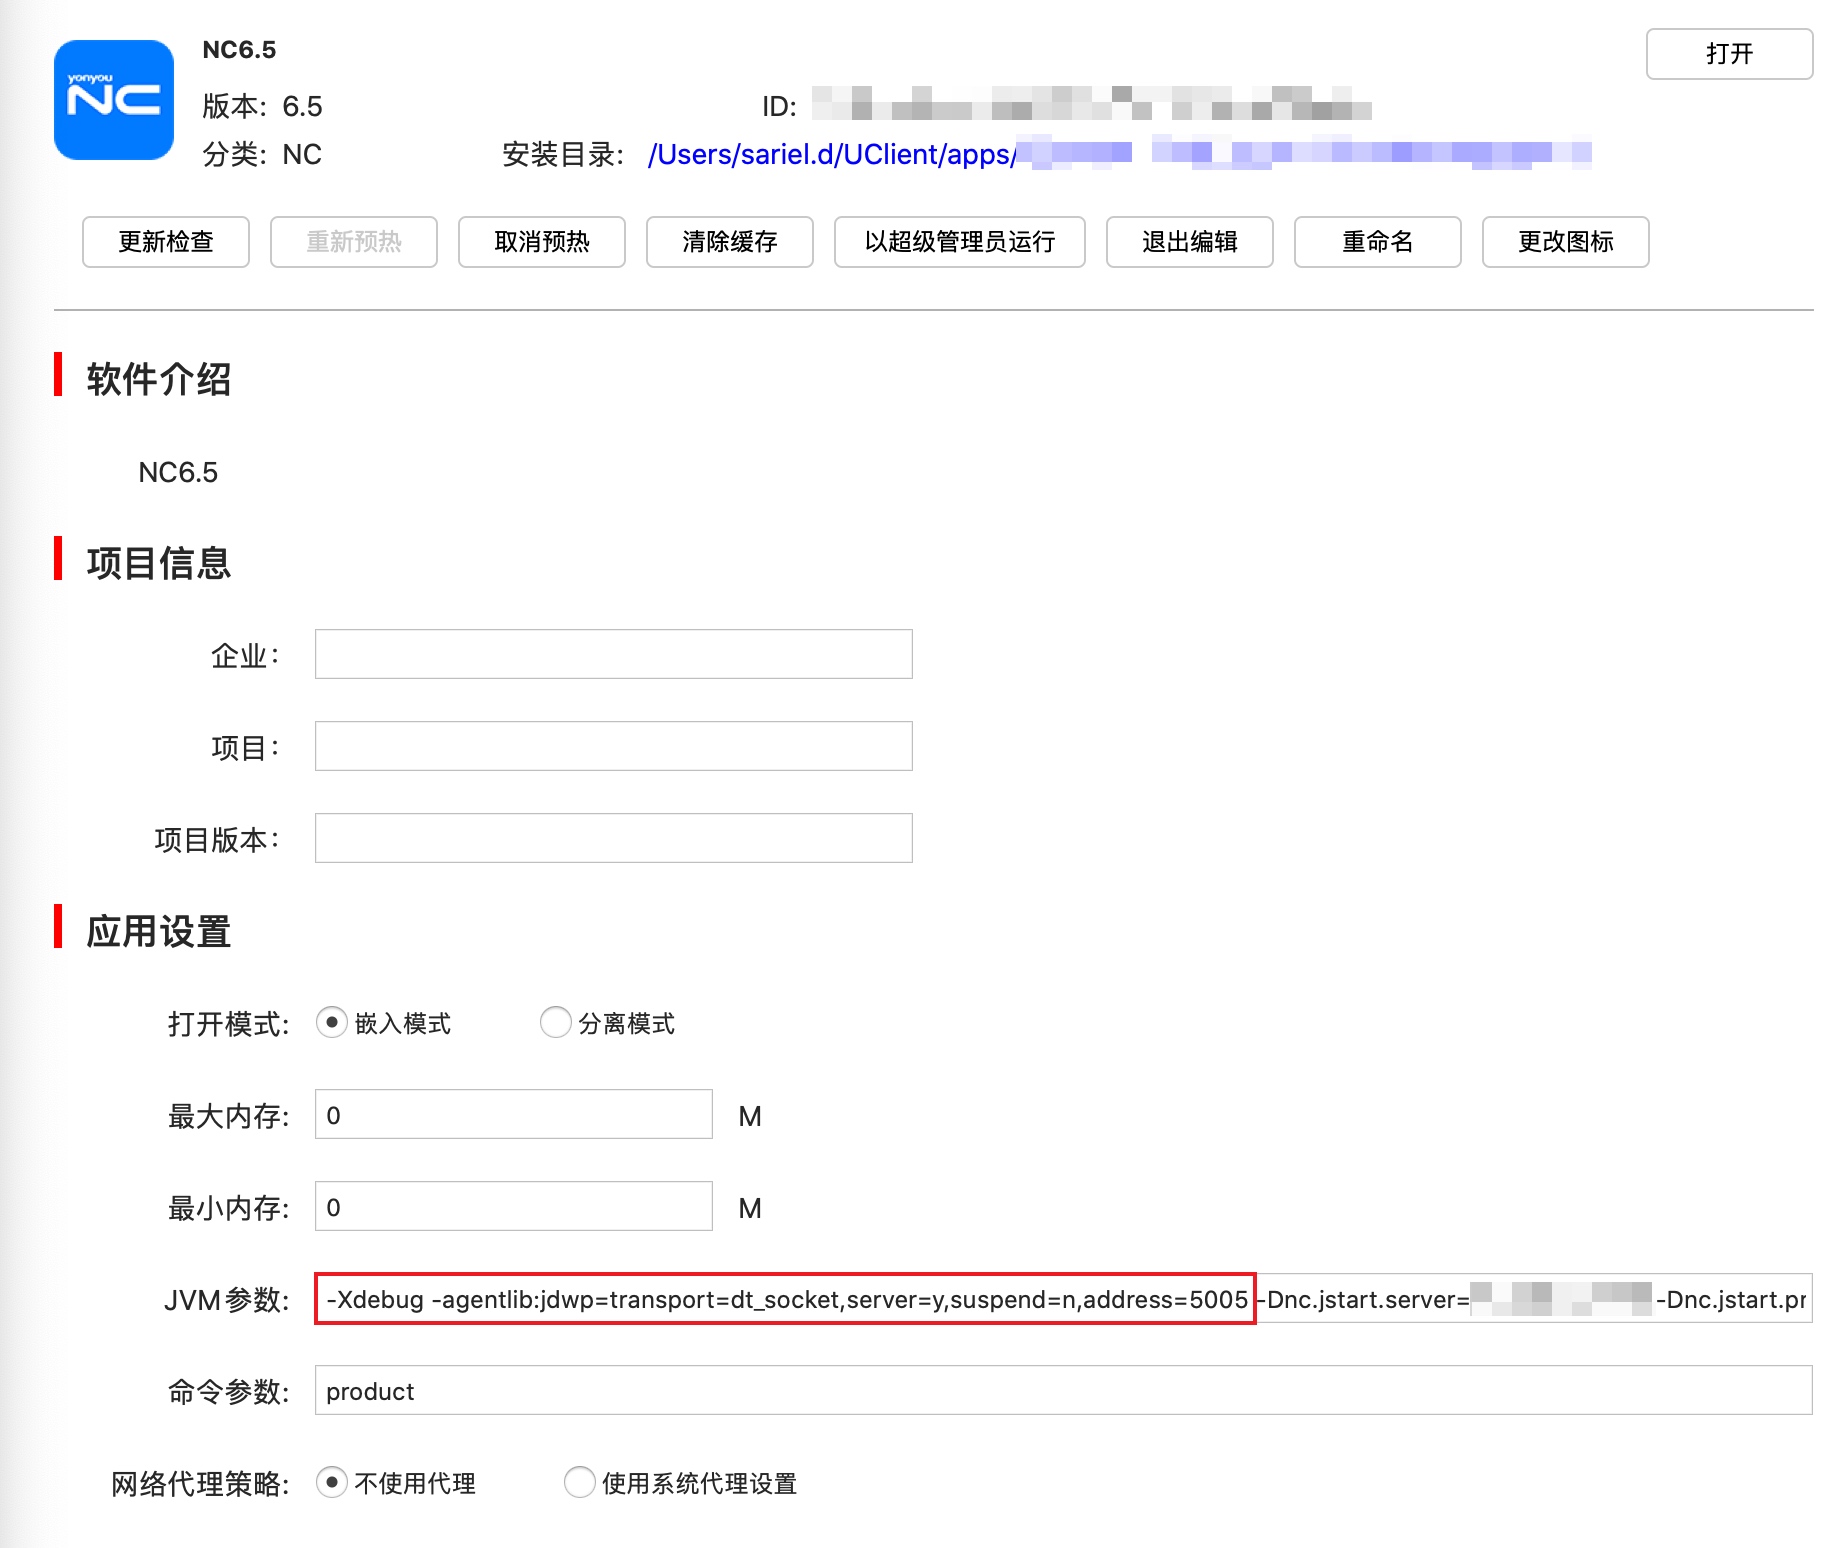 yonyou NC
NC6.5
打开
版本: 6.5 ID:
分类: NC 安装目录: /Users/sariel.d/UClient/apps/
更新检查 重新预热 取消预热 清除缓存 以超级管理员运行 退出编辑 重命名 更改图标
软件介绍
NC6.5
项目信息
企业:
项目:
项目版本:
应用设置
打开模式: 嵌入模式 分离模式
最大内存: 0 M
最小内存: 0 M
JVM参数: -Xdebug -agentlib:jdwp=transport=dt_socket,server=y,suspend=n,address=5005 -Dnc.jstart.server= -Dnc.jstart.pr
命令参数: product
网络代理策略: 不使用代理 使用系统代理设置